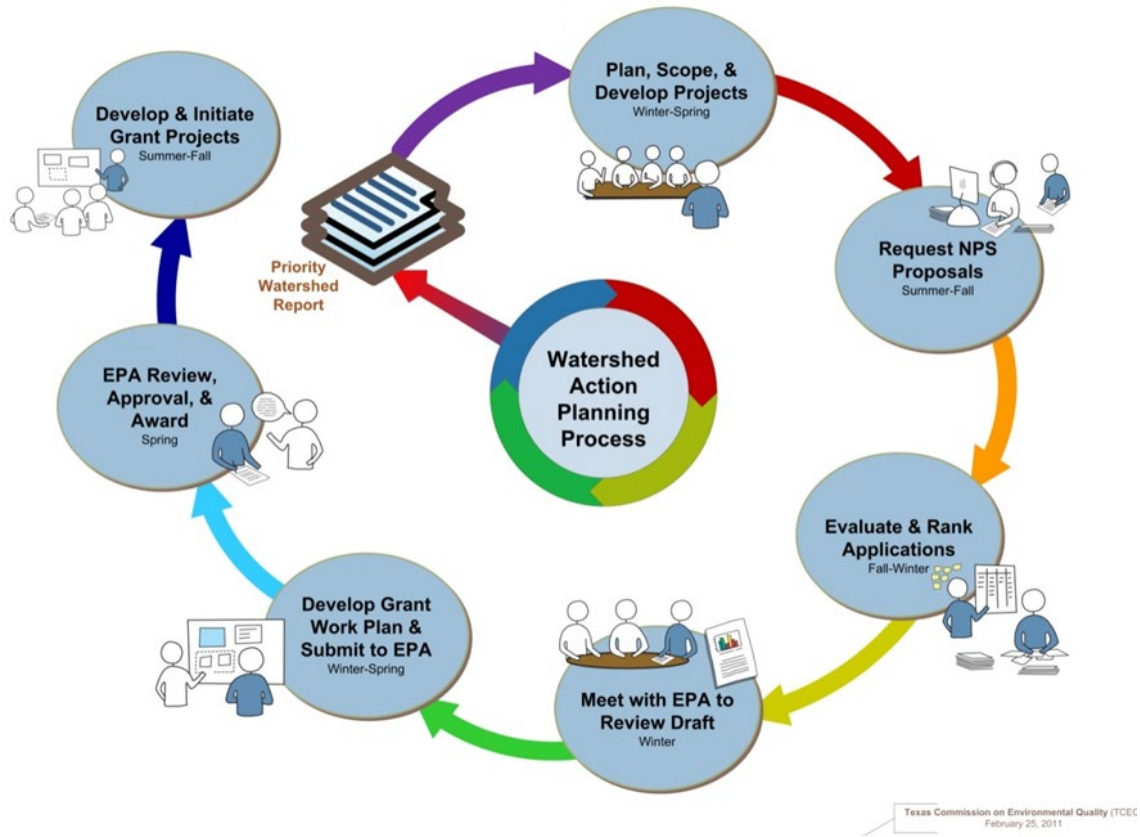 Plan, Scope, &
Develop Projects
Winter-Spring
Request NPS
Proposals
Summer-Fall
Evaluate & Rank
Applications
Fall-Winter
Meet with EPA to
Review Draft
Winter
Develop Grant
Work Plan &
Submit to EPA
Winter-Spring
EPA Review,
Approval, &
Award
Spring
Develop & Initiate
Grant Projects
Summer-Fall
Priority
Watershed
Report
Watershed
Action
Planning
Process
Texas Commission on Environmental Quality (TCEQ
February 25, 2011